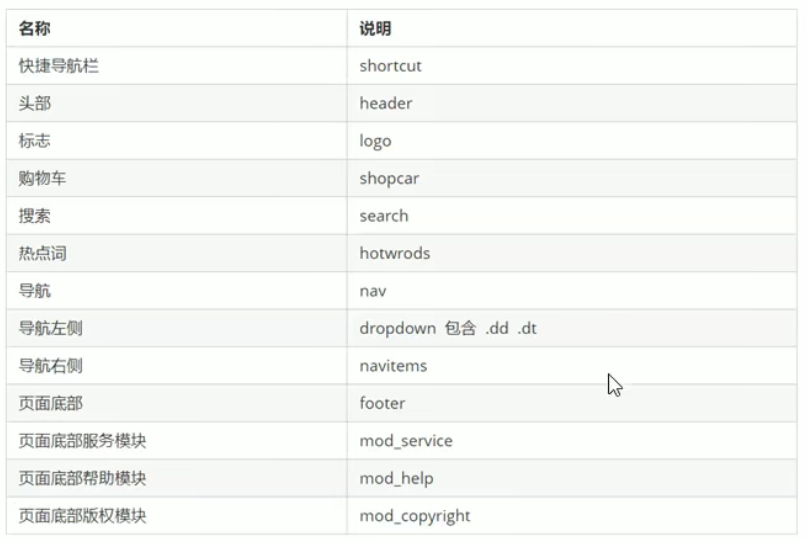 名称 说明
快捷导航栏 shortcut
头部 header
标志 logo
购物车 shopcar
搜索 search
热点词 hotwrods
导航 nav
导航左侧 dropdown 包含 .dd .dt
导航右侧 navitems
页面底部 footer
页面底部服务模块 mod_service
页面底部帮助模块 mod_help
页面底部版权模块 mod_copyright